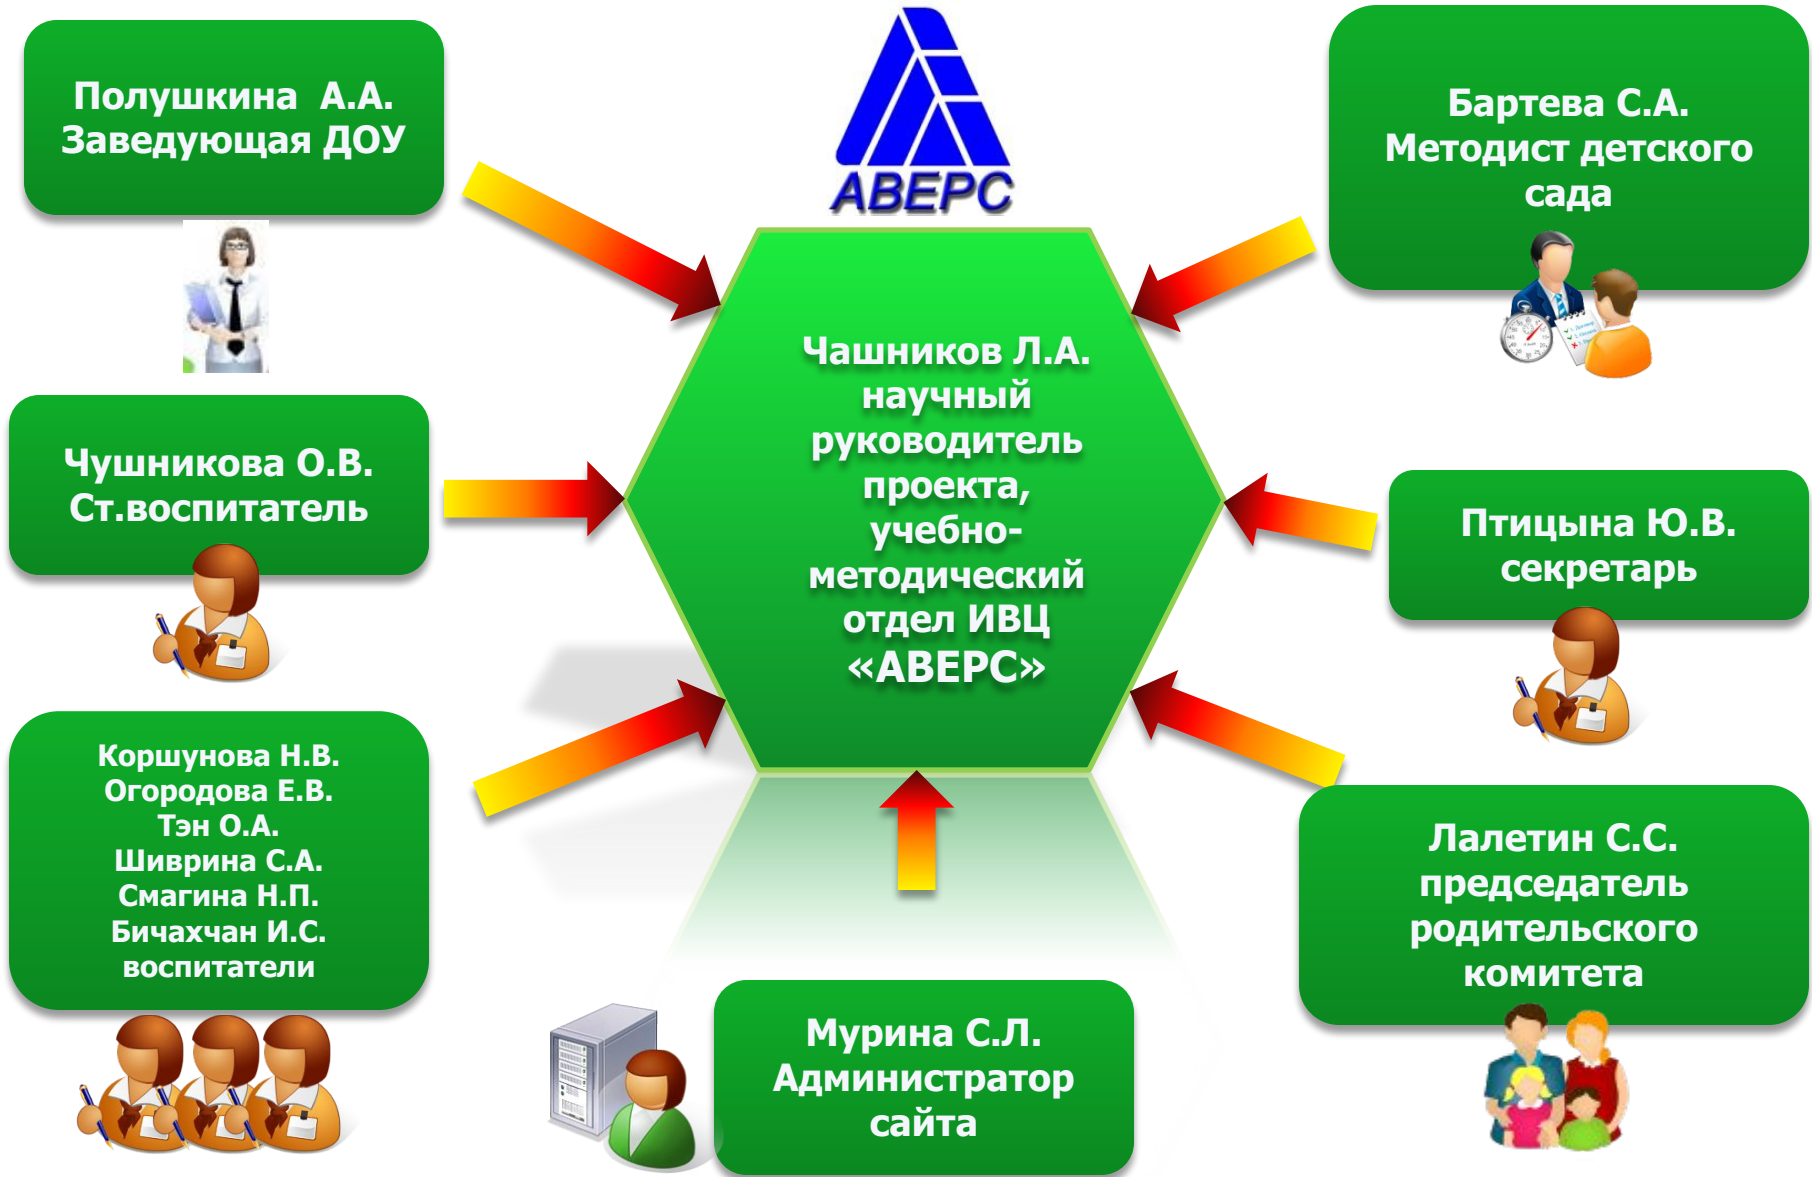 АВЕРС
Полушкина А.А.
Заведующая ДОУ
Бартева С.А.
Методист детского
сада
Чашников Л.А.
научный
руководитель
проекта,
учебно-
методический
отдел ИВЦ
«АВЕРС»
Чушникова О.В.
Ст.воспитатель
Птицына Ю.В.
секретарь
Коршунова Н.В.
Огородова Е.В.
Тэн О.А.
Шиврина С.А.
Смагина Н.П.
Бичахчан И.С.
воспитатели
Лалетин С.С.
председатель
родительского
комитета
Мурина С.Л.
Администратор
сайта